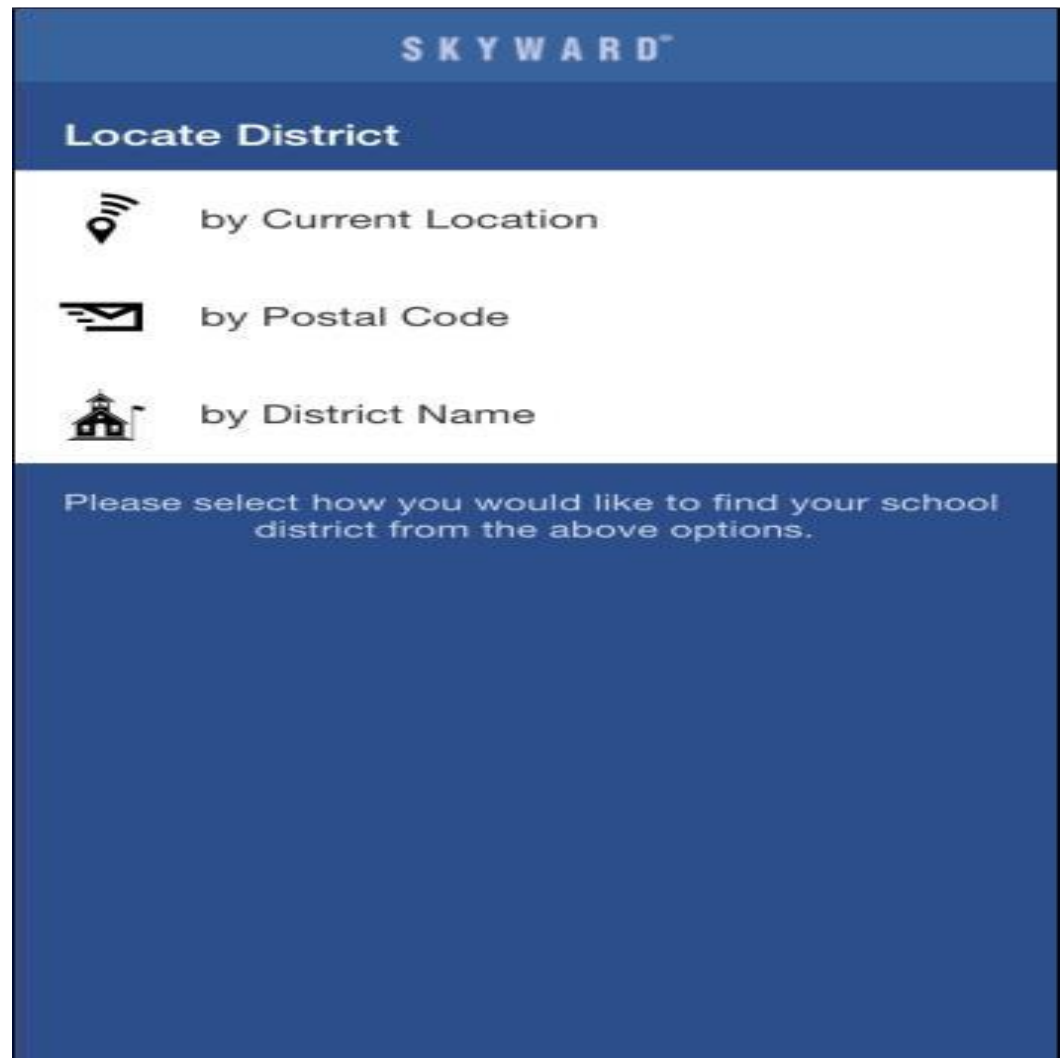 SKYWARD™
Locate District
by Current Location
by Postal Code
by District Name
Please select how you would like to find your school
district from the above options.